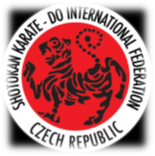 SHOTOKAN KARATE - DO INTERNATIONAL FEDERATION
CZECH REPUBLIC